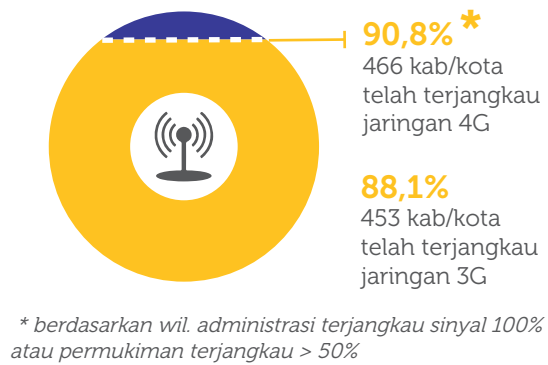 90,8% *
466 kab/kota
telah terjangkau
jaringan 4G
88,1%
453 kab/kota
telah terjangkau
jaringan 3G
* berdasarkan wil. administrasi terjangkau sinyal 100%
atau permukiman terjangkau > 50%